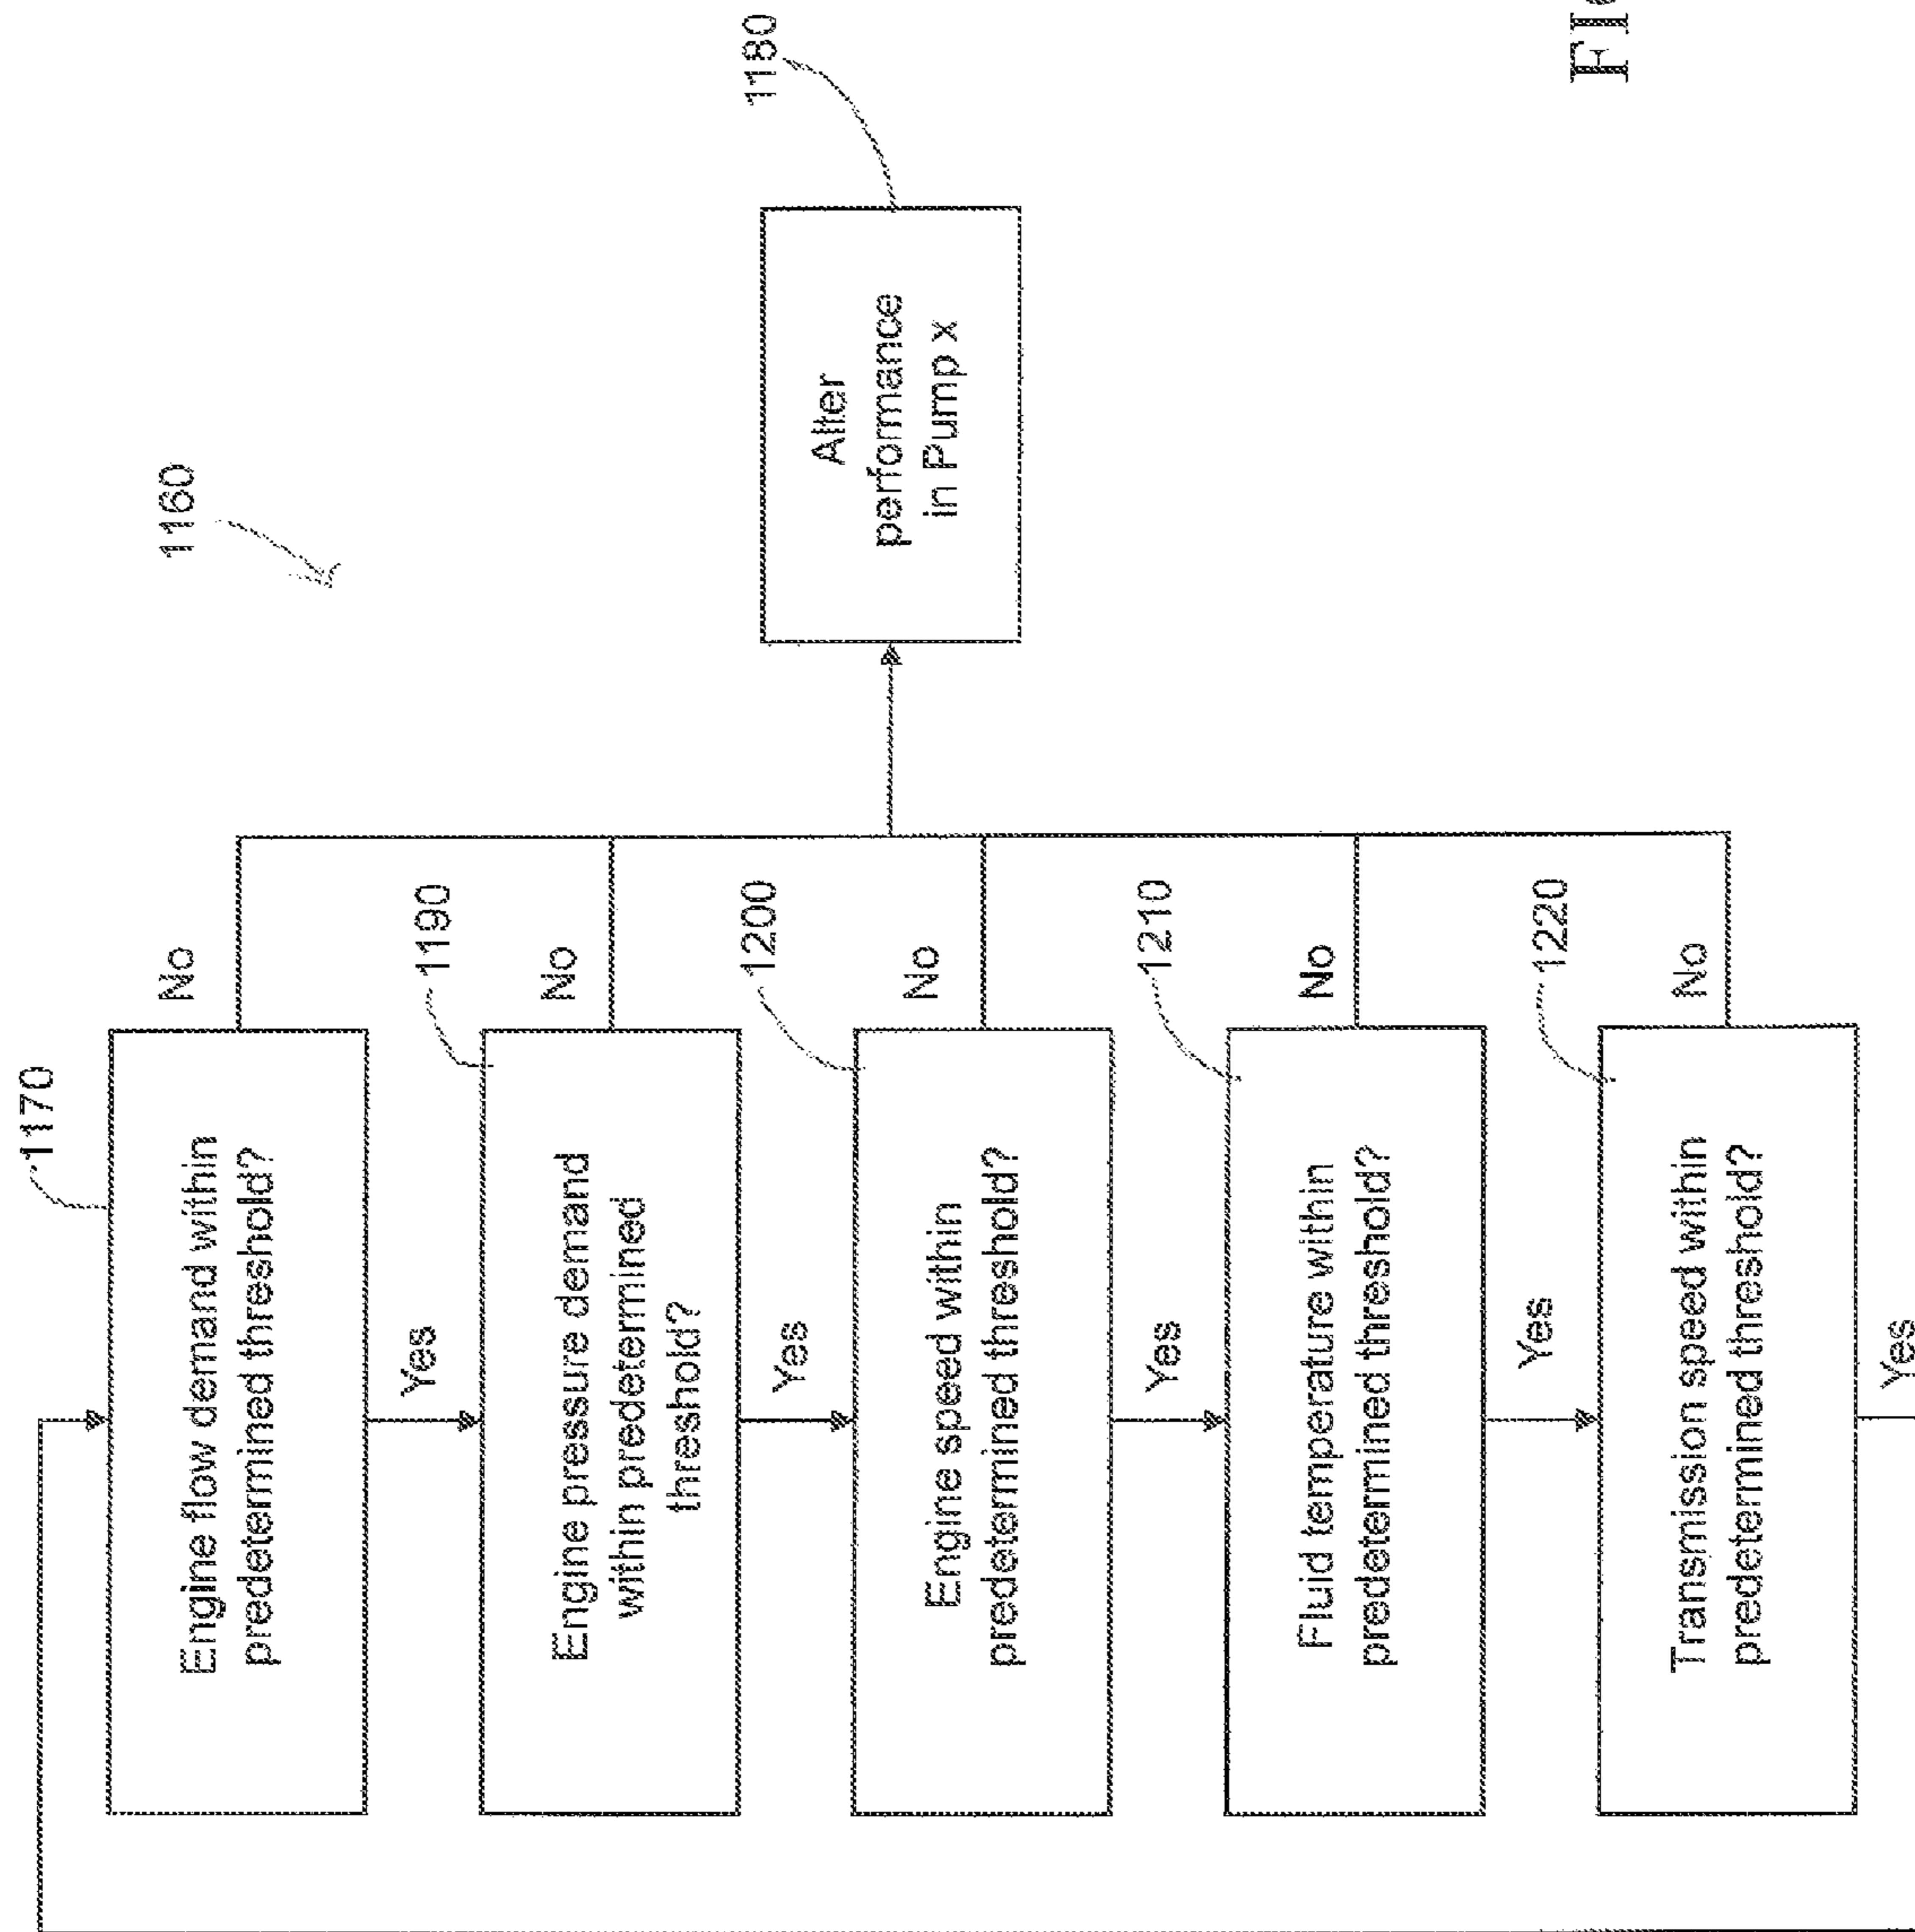 1160
1170
Engine flow demand within
predetermined threshold?
No
Yes
1190
Engine pressure demand
within predetermined
threshold?
No
Yes
1200
Engine speed within
predetermined threshold?
No
Yes
1210
Fluid temperature within
predetermined threshold?
No
Yes
1220
Transmission speed within
predetermined threshold?
No
Yes
1180
Alter
performance
in Pump x